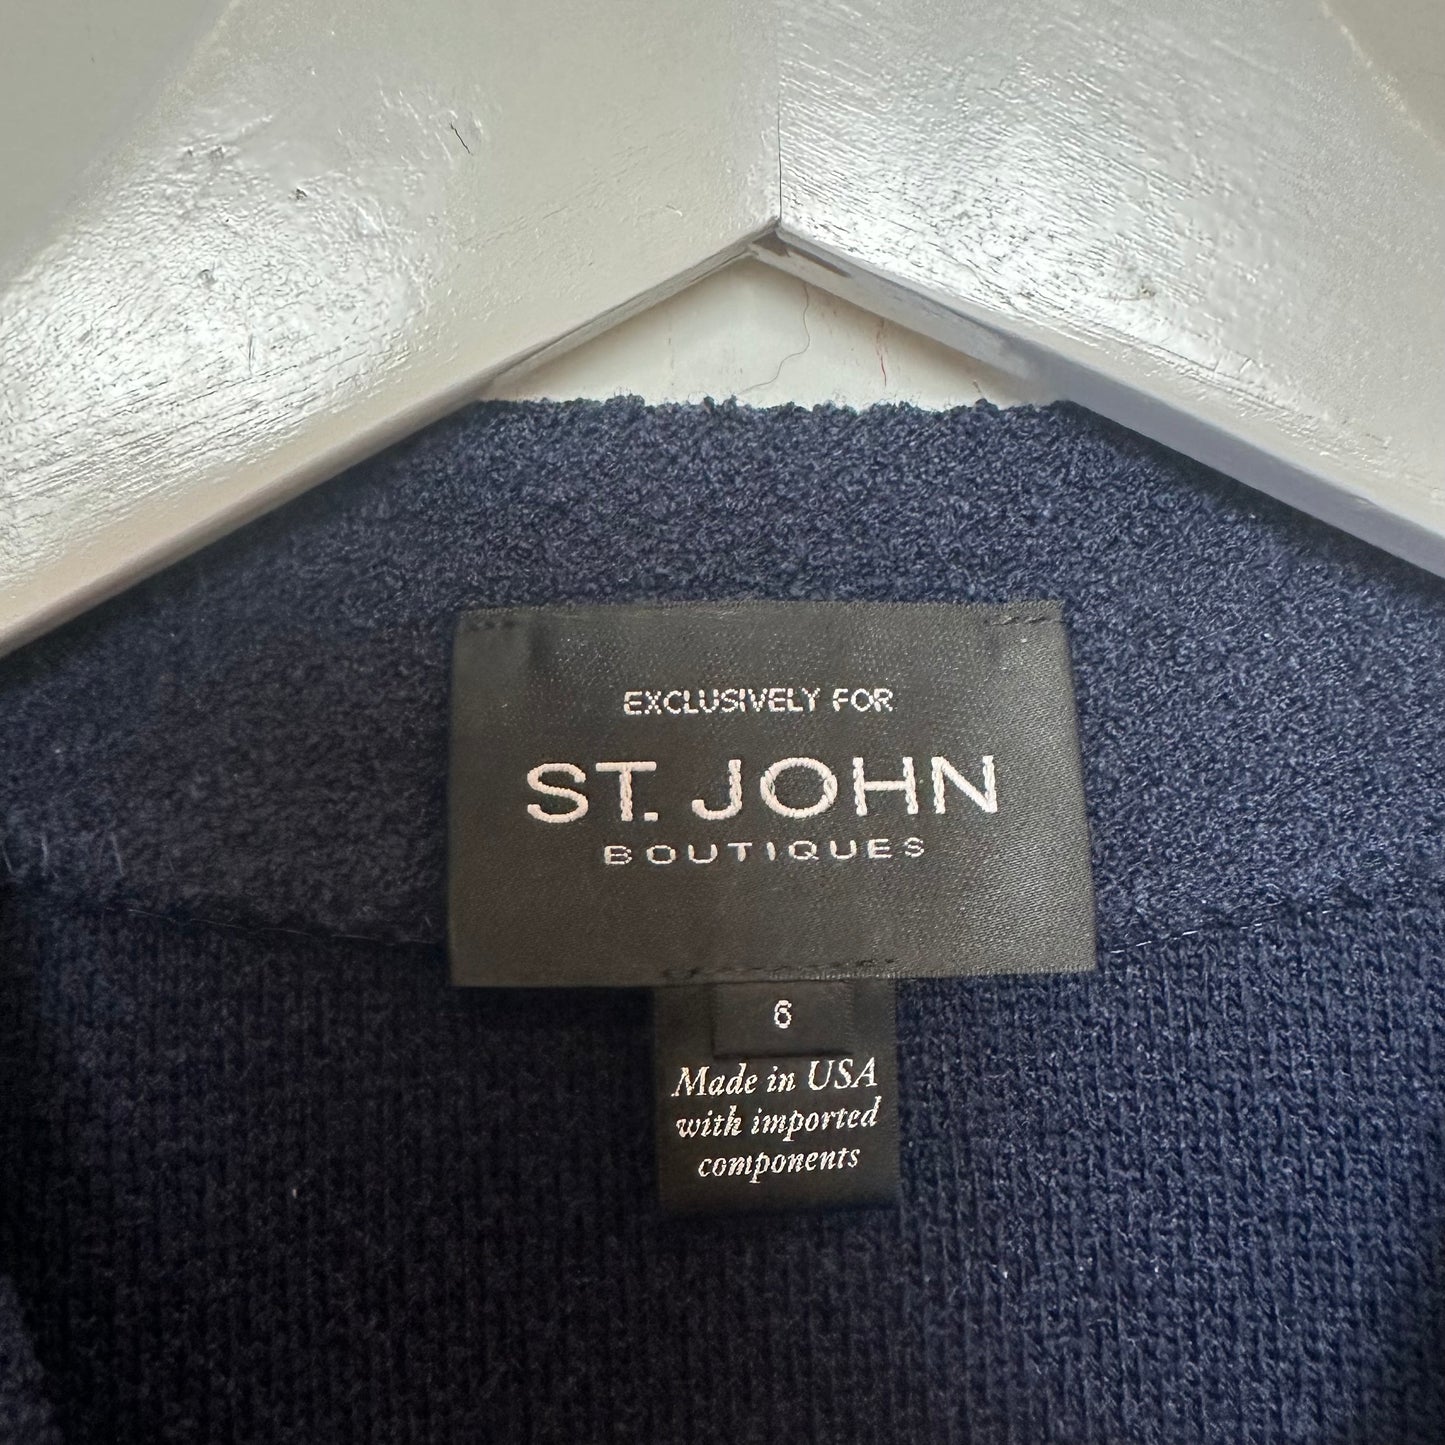 EXCLUSIVELY FOR
ST. JOHN
BOUTIQUES
6
Made in USA
with imported
components